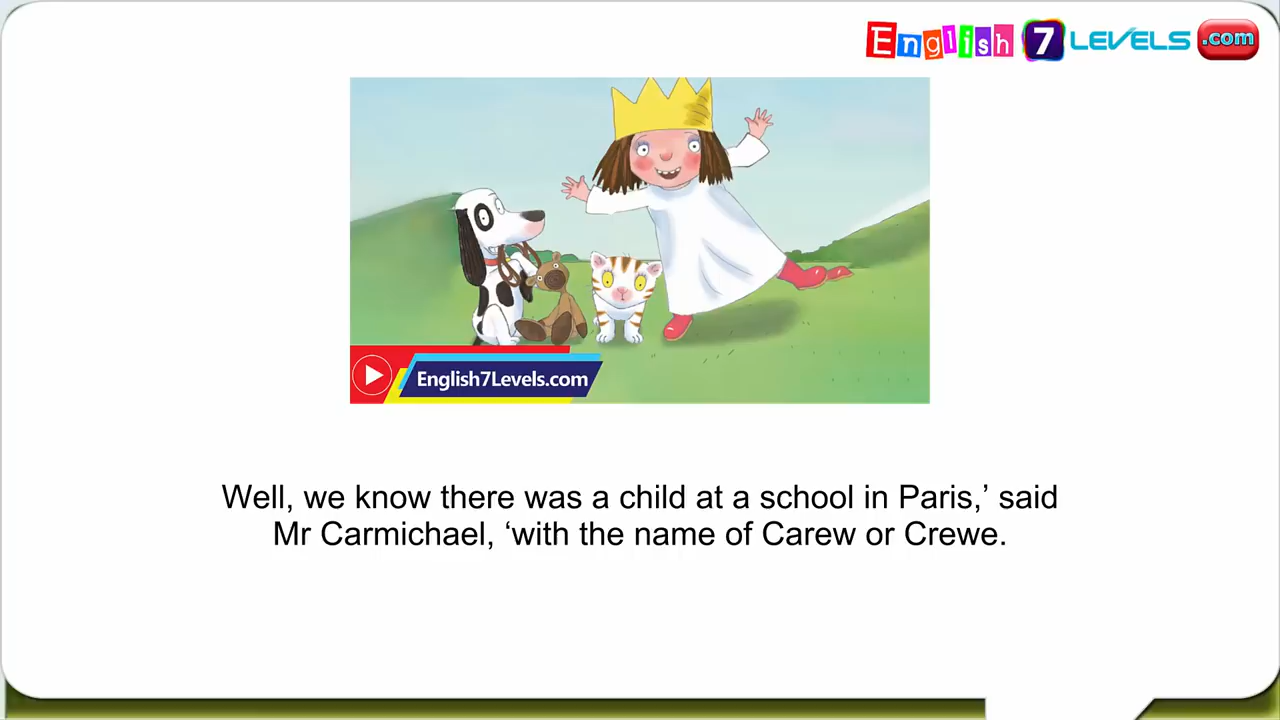 English 7 LEVELS .com
English7Levels.com
Well, we know there was a child at a school in Paris,’ said
Mr Carmichael, ‘with the name of Carew or Crewe.